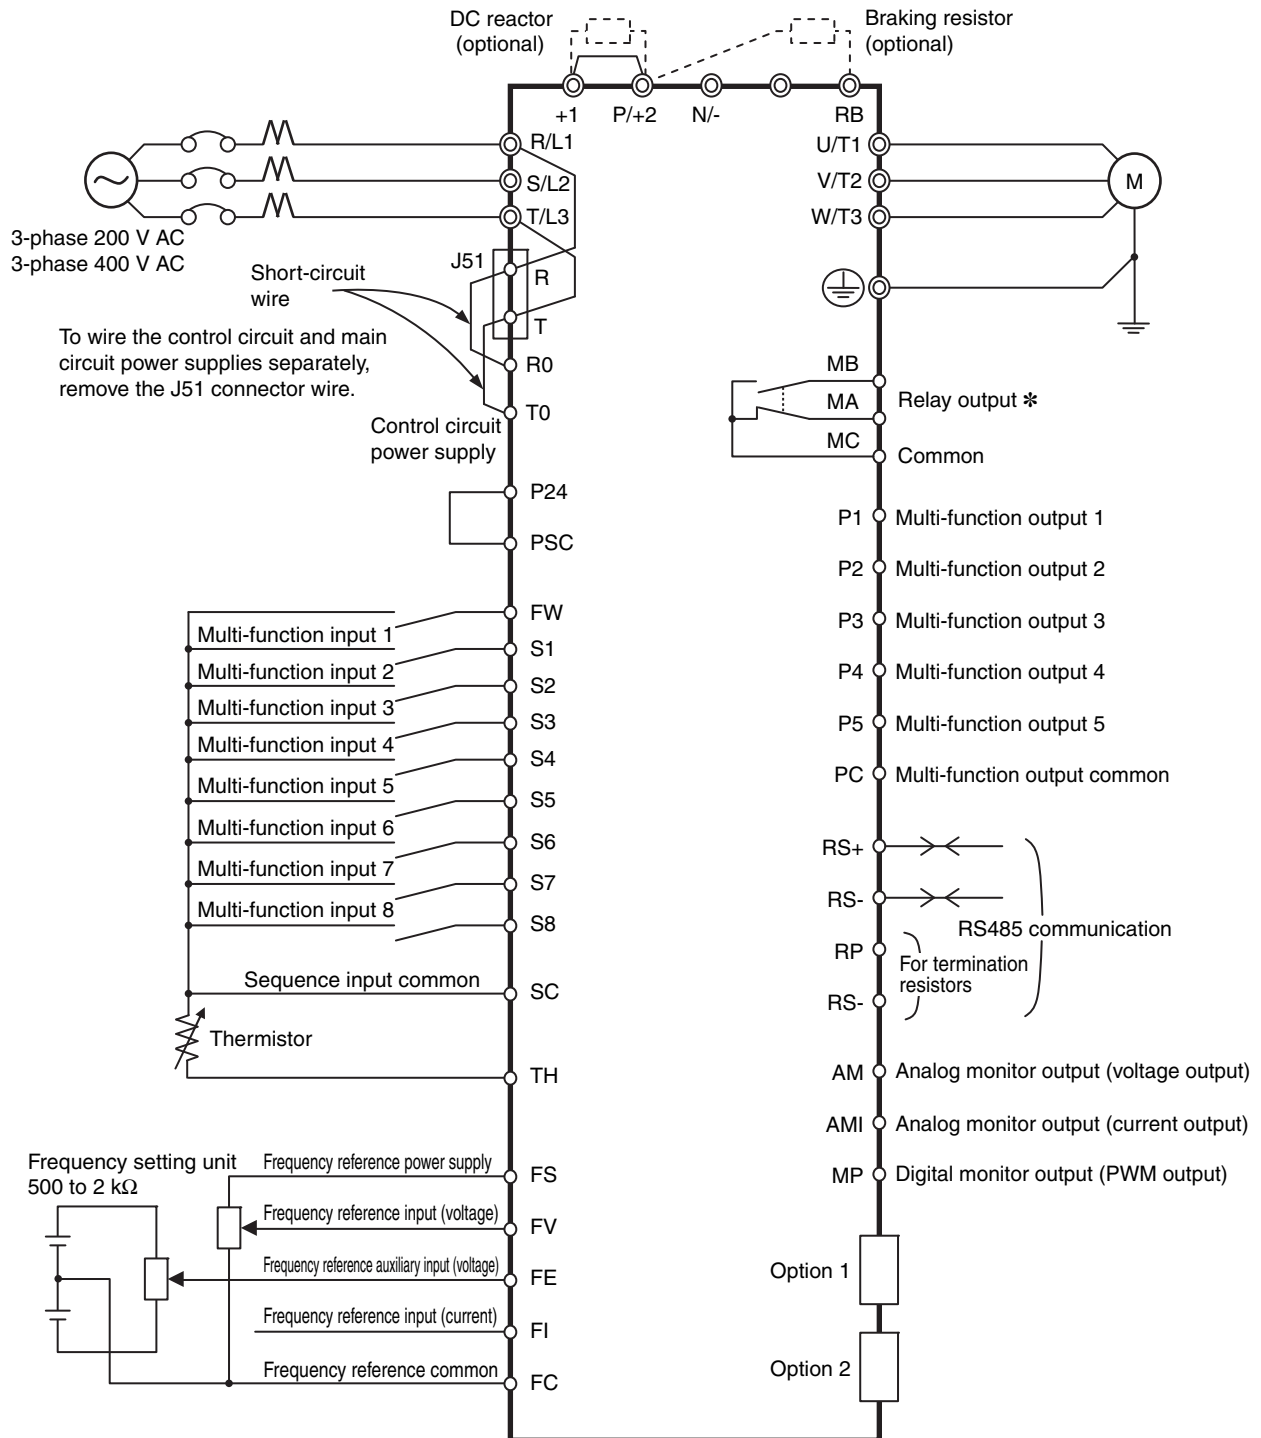 DC reactor
(optional)
Braking resistor
(optional)
+1
P/+2
N/-
RB
R/L1
S/L2
T/L3
U/T1
V/T2
W/T3
M
3-phase 200 V AC
3-phase 400 V AC
J51
R
T
Short-circuit
wire
To wire the control circuit and main
circuit power supplies separately,
remove the J51 connector wire.
R0
T0
Control circuit
power supply
MB
MA
MC
Relay output ✻
Common
P24
PSC
P1 Multi-function output 1
P2 Multi-function output 2
P3 Multi-function output 3
P4 Multi-function output 4
P5 Multi-function output 5
PC Multi-function output common
FW
Multi-function input 1
S1
Multi-function input 2
S2
Multi-function input 3
S3
Multi-function input 4
S4
Multi-function input 5
S5
Multi-function input 6
S6
Multi-function input 7
S7
Multi-function input 8
S8
Sequence input common
SC
Thermistor
TH
RS+
RS-
RS485 communication
RP
For termination
resistors
RS-
AM Analog monitor output (voltage output)
AMI Analog monitor output (current output)
MP Digital monitor output (PWM output)
Frequency setting unit
500 to 2 kΩ
Frequency reference power supply
FS
Frequency reference input (voltage)
FV
Frequency reference auxiliary input (voltage)
FE
Frequency reference input (current)
FI
Frequency reference common
FC
Option 1
Option 2